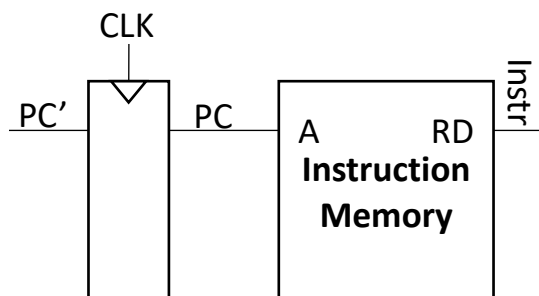 CLK
PC’
PC
A
RD
Instr
Instruction
Memory